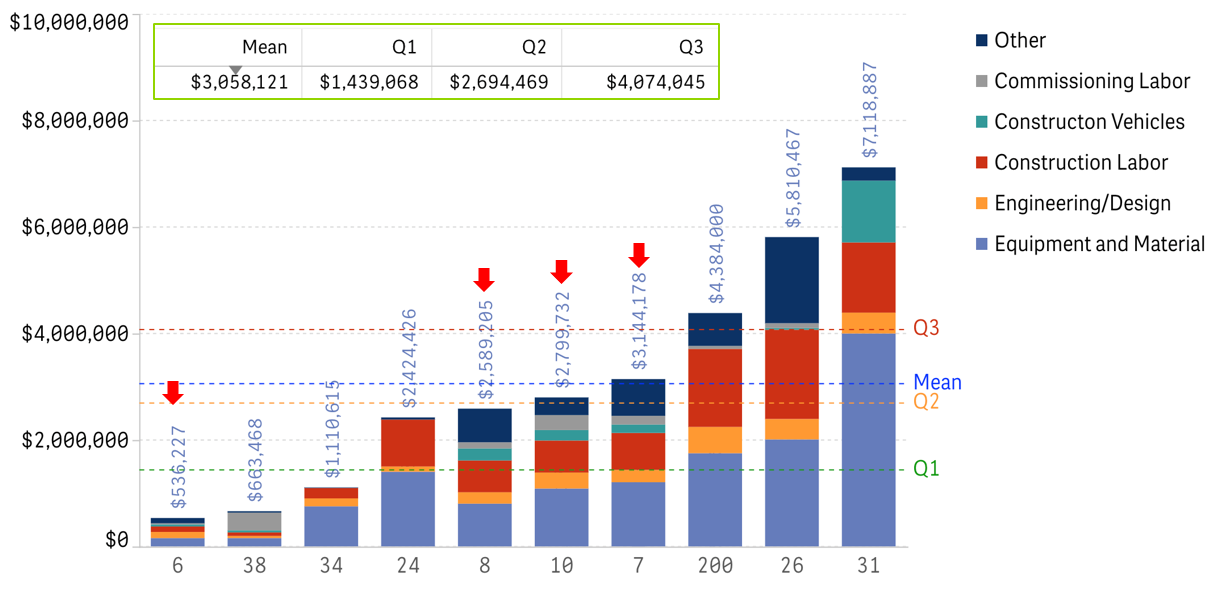 $10,000,000
Mean Q1 Q2 Q3
$3,058,121 $1,439,068 $2,694,469 $4,074,045
$8,000,000
$6,000,000
$4,000,000
$2,000,000
$0
$536,227
$663,468
$1,110,615
$2,424,426
$2,589,205
$2,799,732
$3,144,178
$4,384,000
$5,810,467
$7,118,887
Q3
Mean
Q2
Q1
6 38 34 24 8 10 7 200 26 31
Other
Commissioning Labor
Constructon Vehicles
Construction Labor
Engineering/Design
Equipment and Material